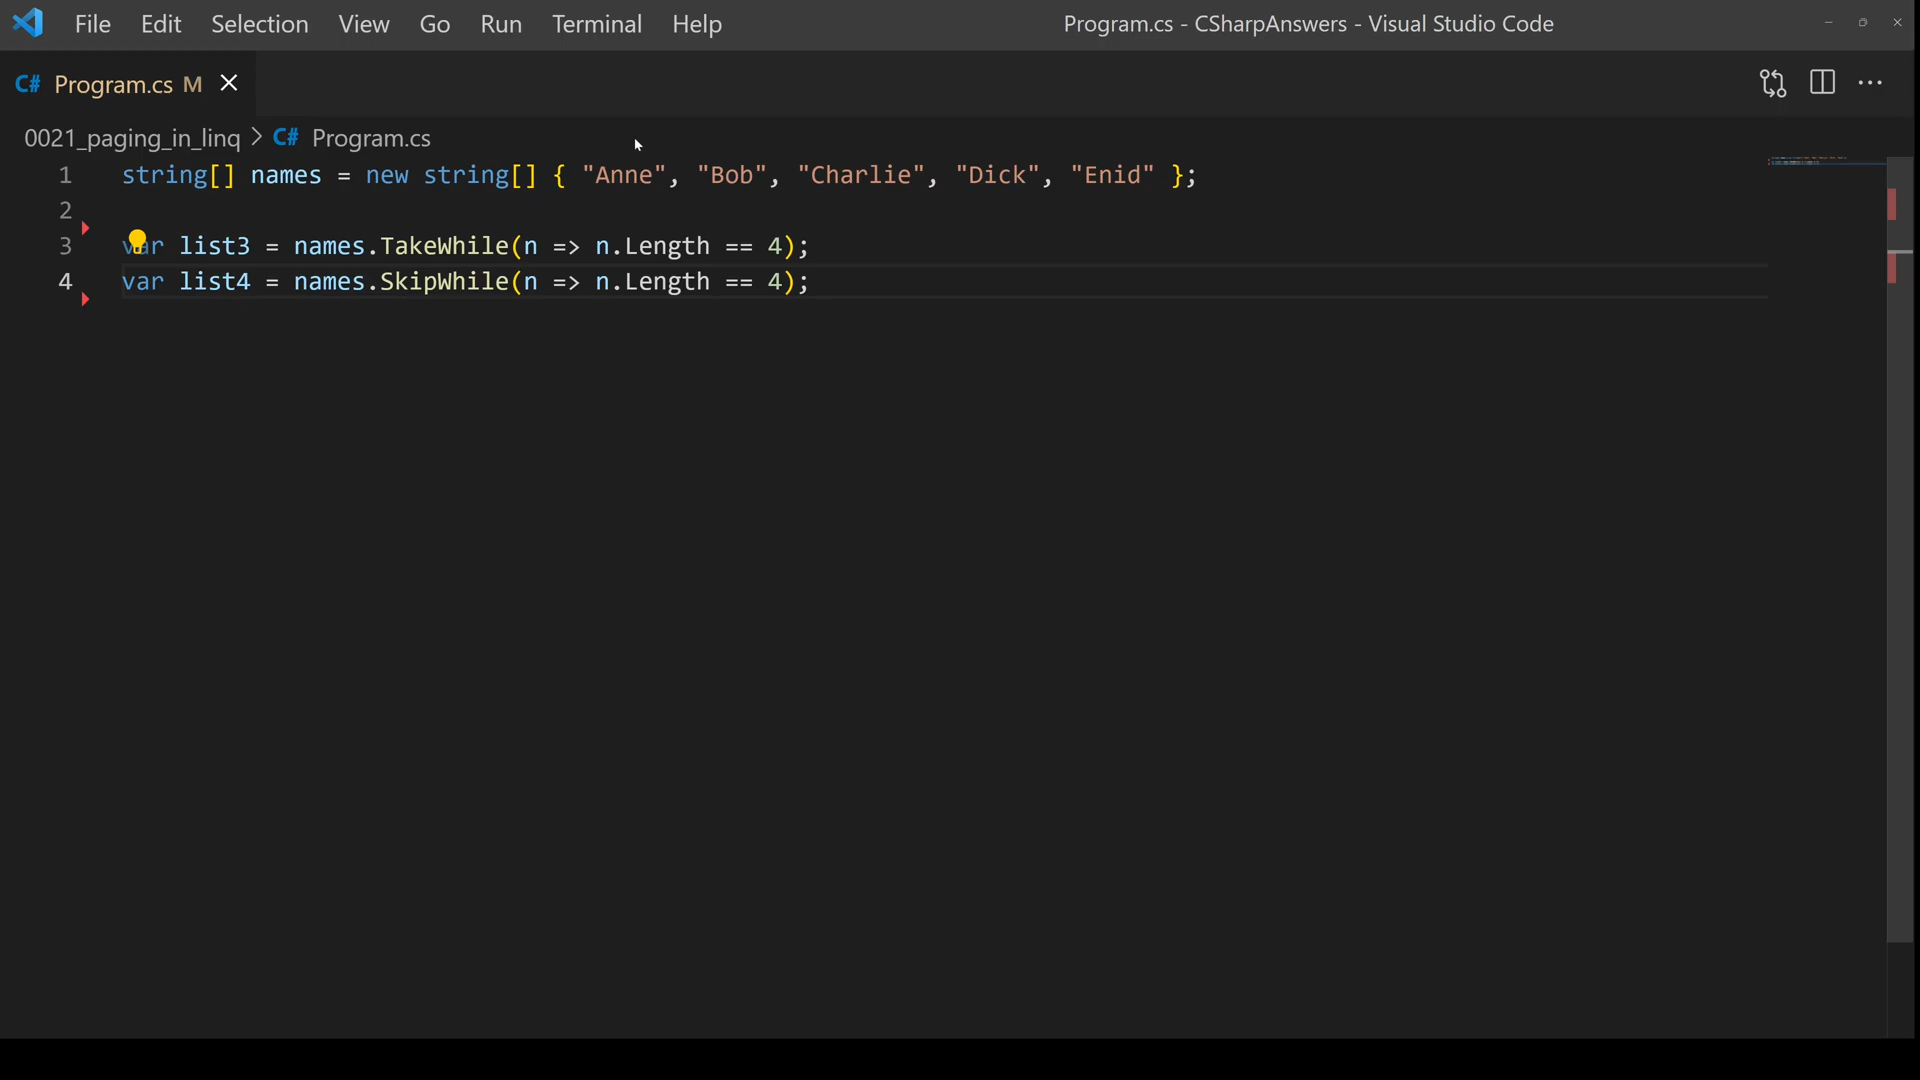 File Edit Selection View Go Run Terminal Help Program.cs - CSharpAnswers - Visual Studio Code
C# Program.cs M
0021_paging_in_linq > C# Program.cs
1 string[] names = new string[] { "Anne", "Bob", "Charlie", "Dick", "Enid" };
2
3 var list3 = names.TakeWhile(n => n.Length == 4);
4 var list4 = names.SkipWhile(n => n.Length == 4);